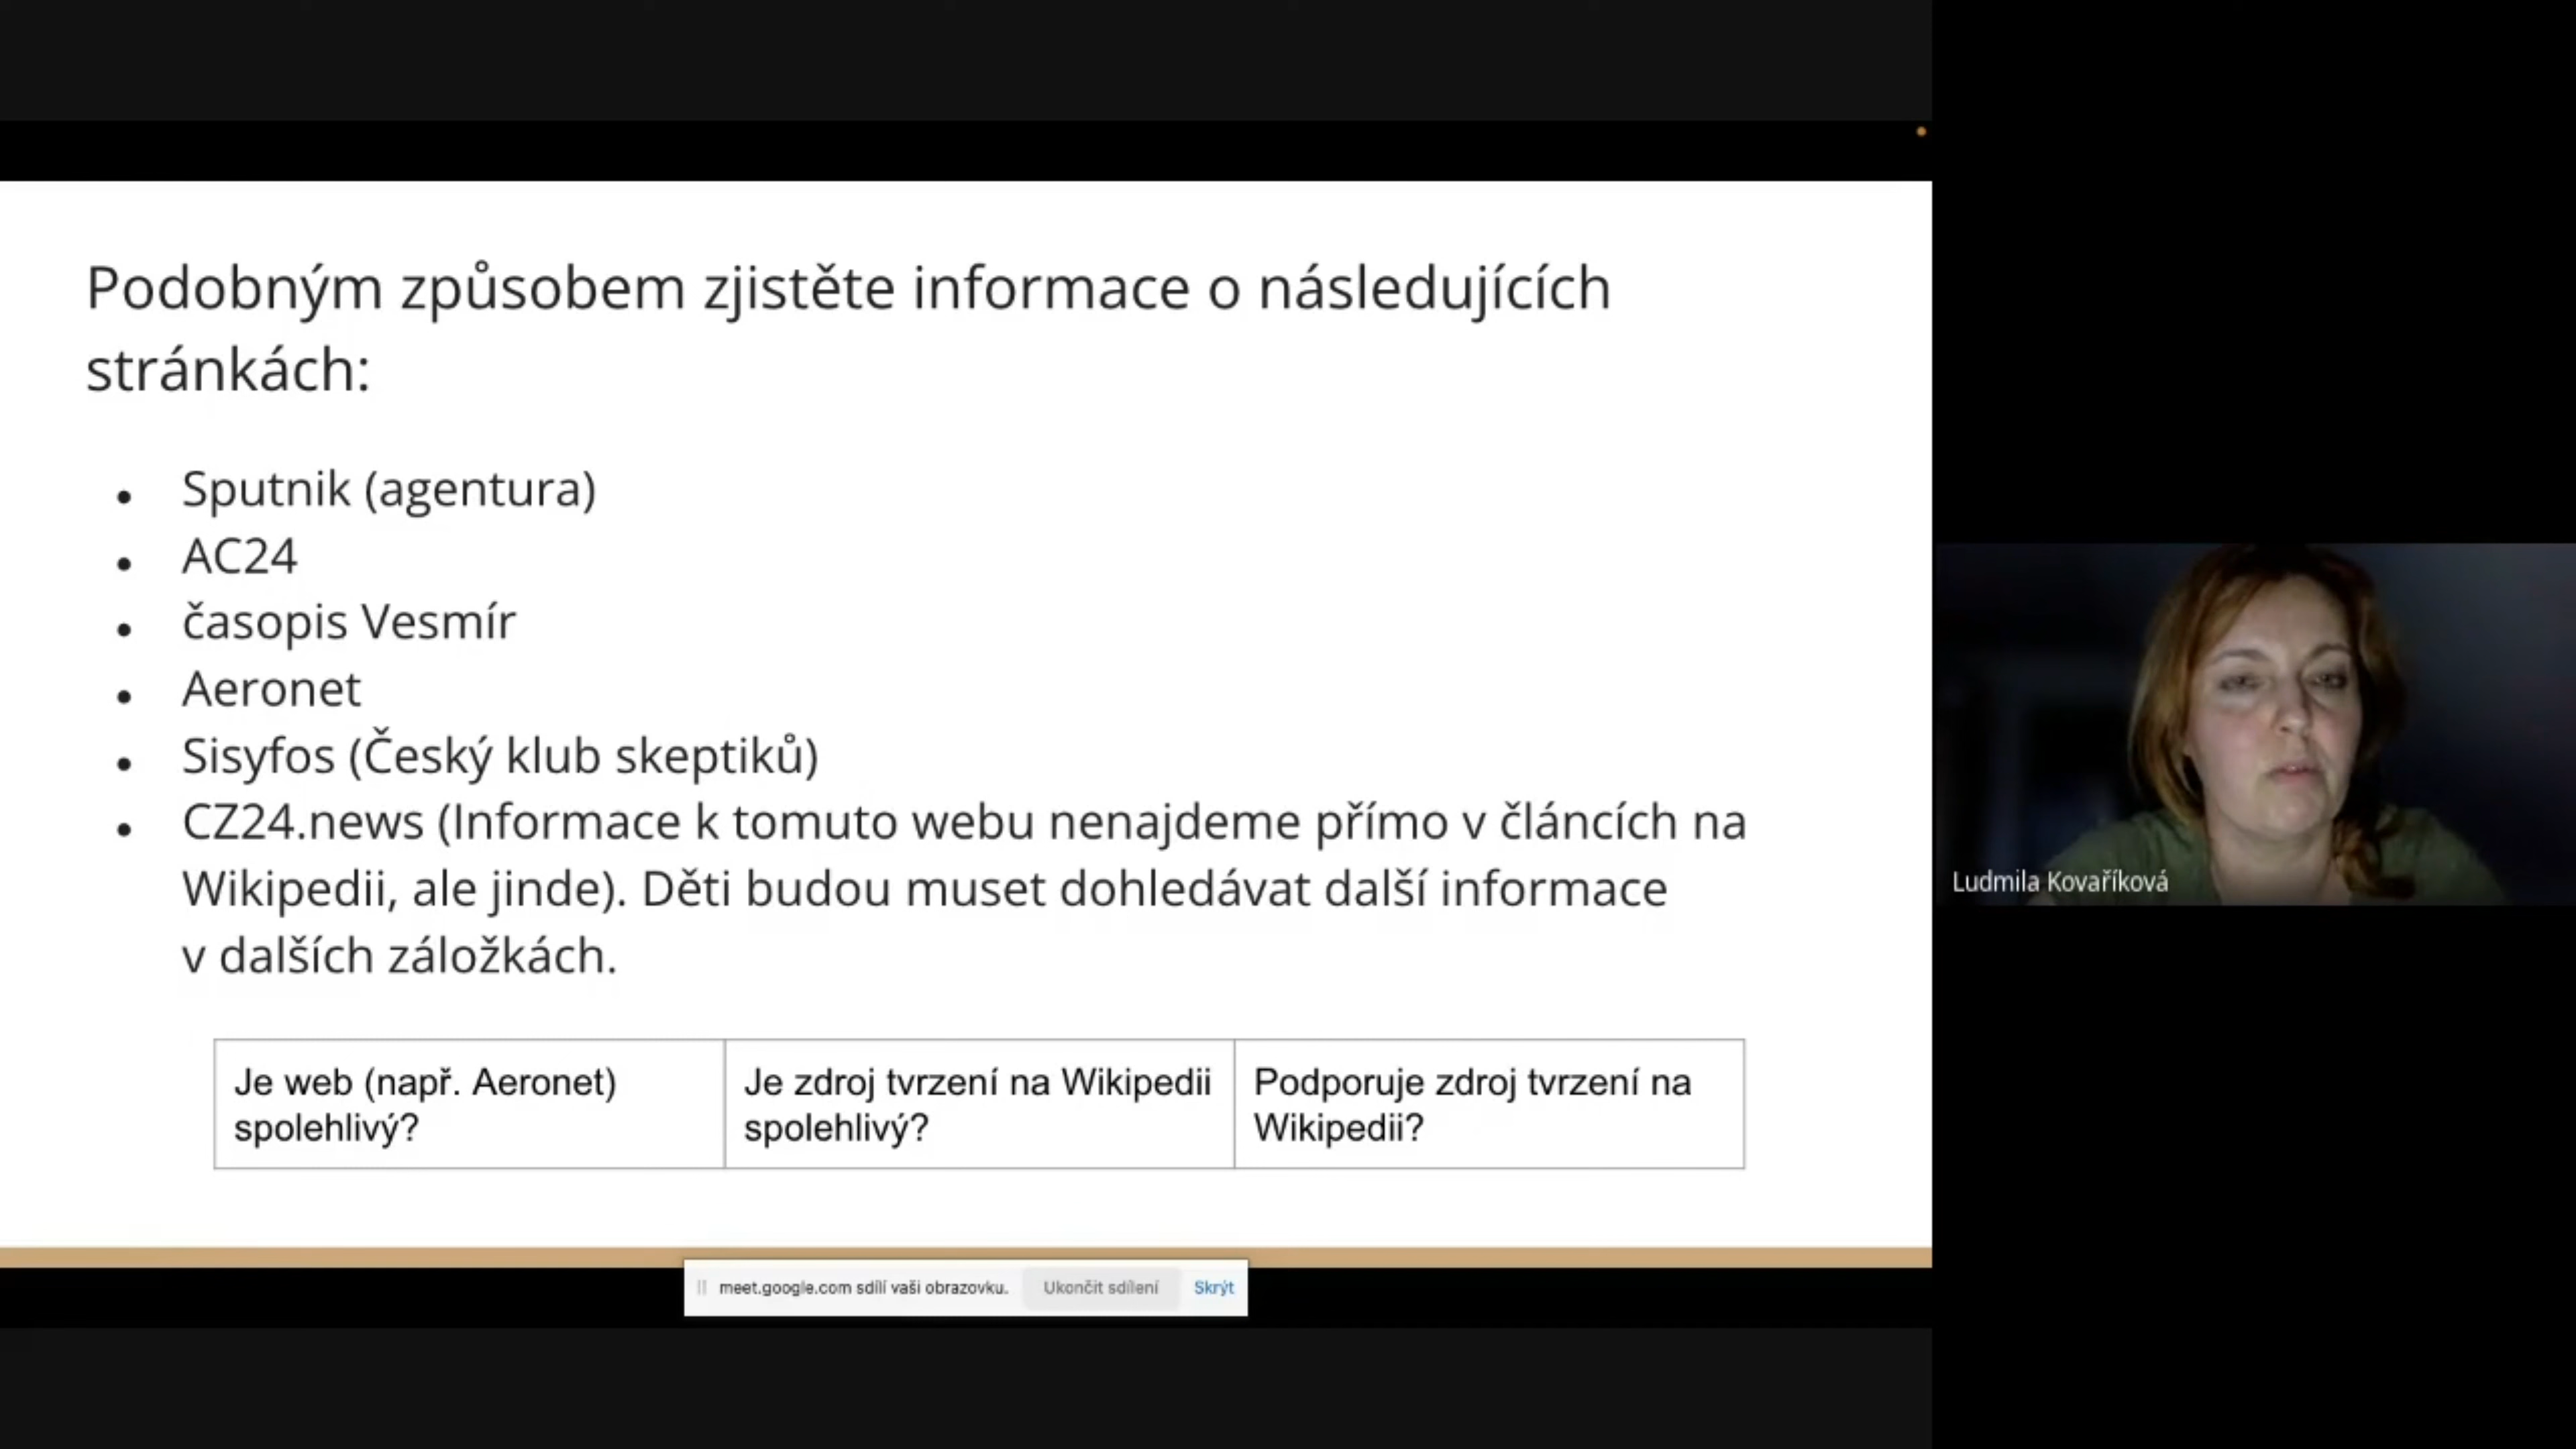 Podobným způsobem zjistěte informace o následujících
stránkách:
● Sputnik (agentura)
● AC24
● časopis Vesmír
● Aeronet
● Sisyfos (Český klub skeptiků)
● CZ24.news (Informace k tomuto webu nenajdeme přímo v článcích na
Wikipedii, ale jinde). Děti budou muset dohledávat další informace
v dalších záložkách.
Je web (např. Aeronet)
spolehlivý?
Je zdroj tvrzení na Wikipedii
spolehlivý?
Podporuje zdroj tvrzení na
Wikipedii?
meet.google.com sdílí vaši obrazovku. Ukončit sdílení Skrýt
Ludmila Kovaříková